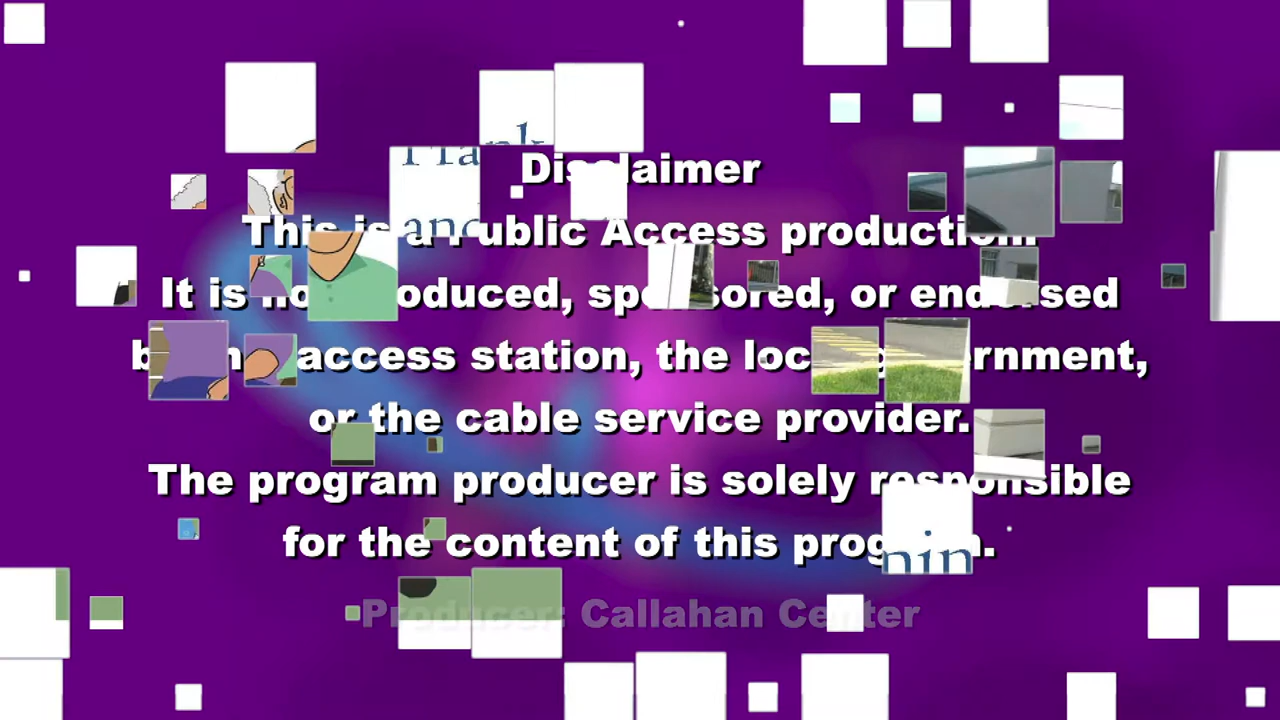 Disclaimer
This is a Public Access production.
It is not produced, sponsored, or endorsed
by access station, the local government,
or the cable service provider.
The program producer is solely responsible
for the content of this program.
Producer: Callahan Center